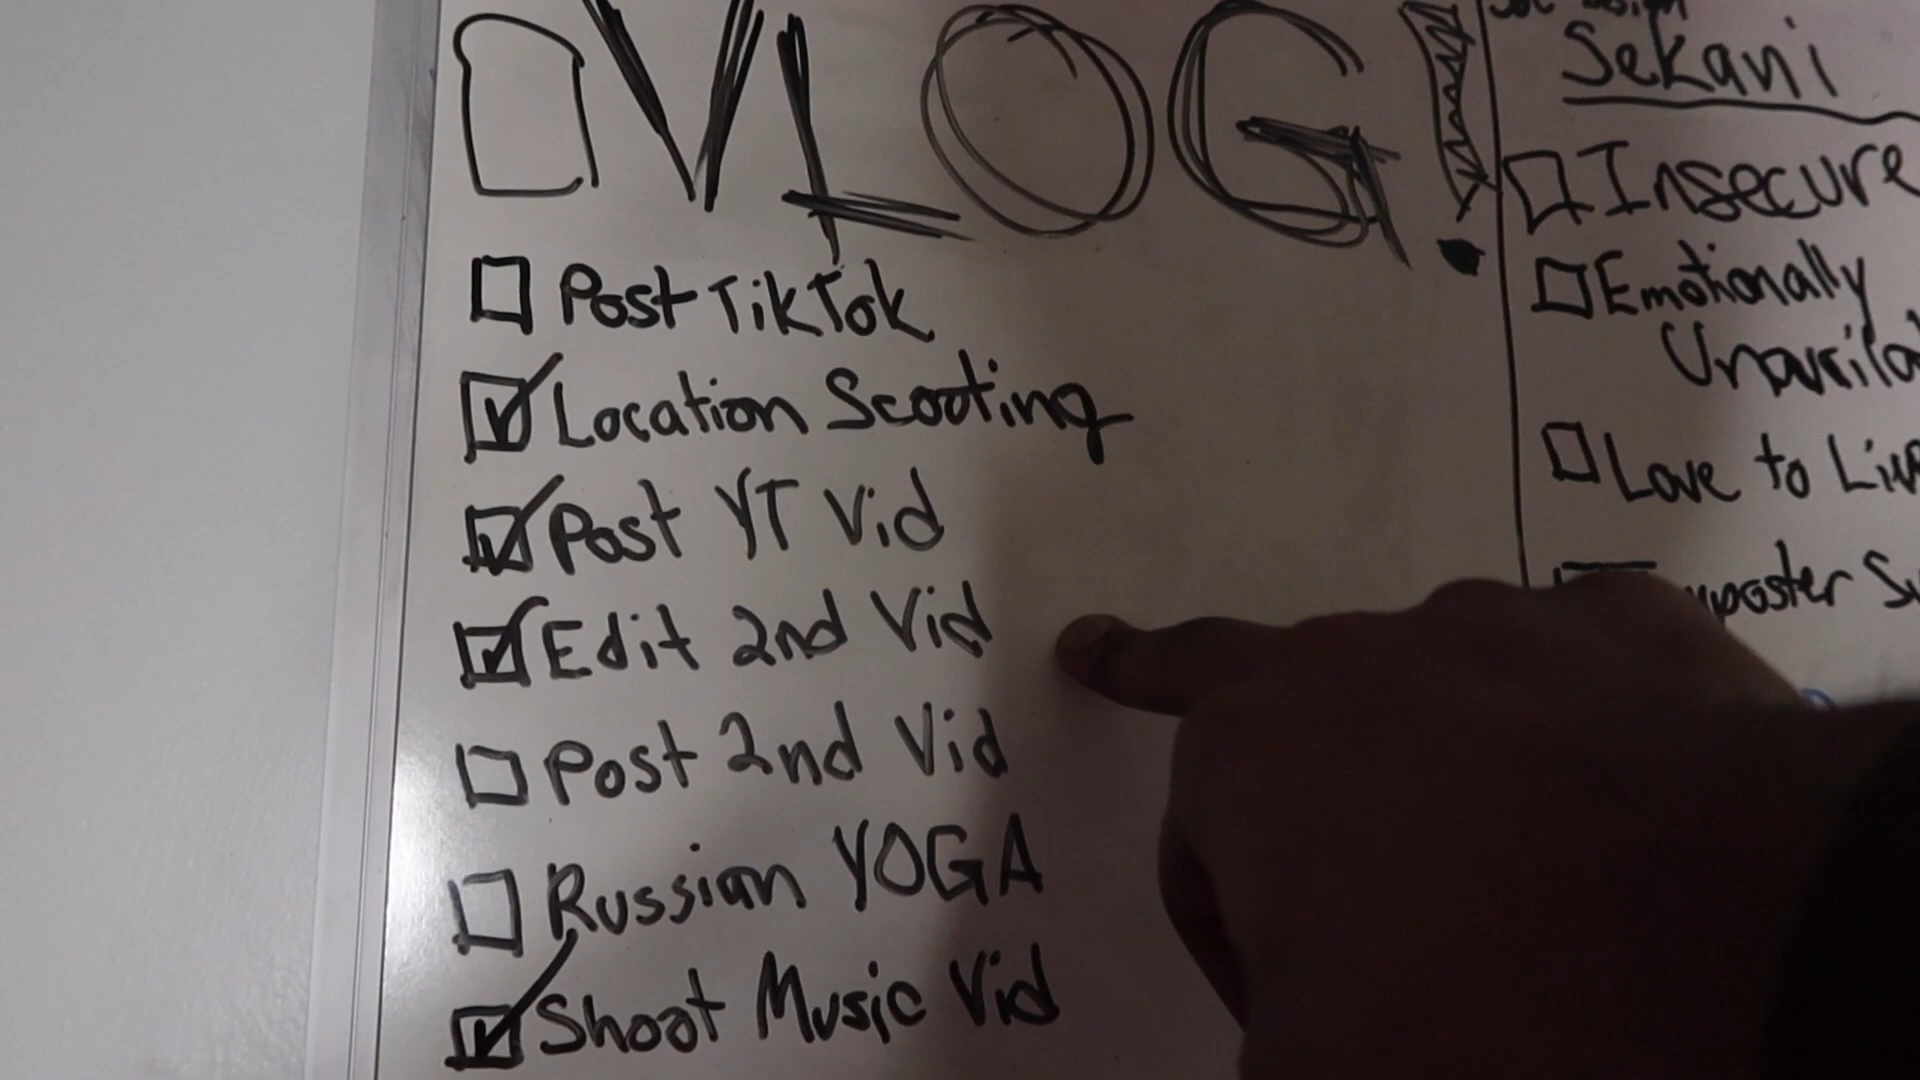 VLOG!
Post TikTok
Location Scooting
Post YT Vid
Edit 2nd Vid
Post 2nd Vid
Russian YOGA
Shoot Music Vid
Sekani
Insecure
Emotionally
Love to